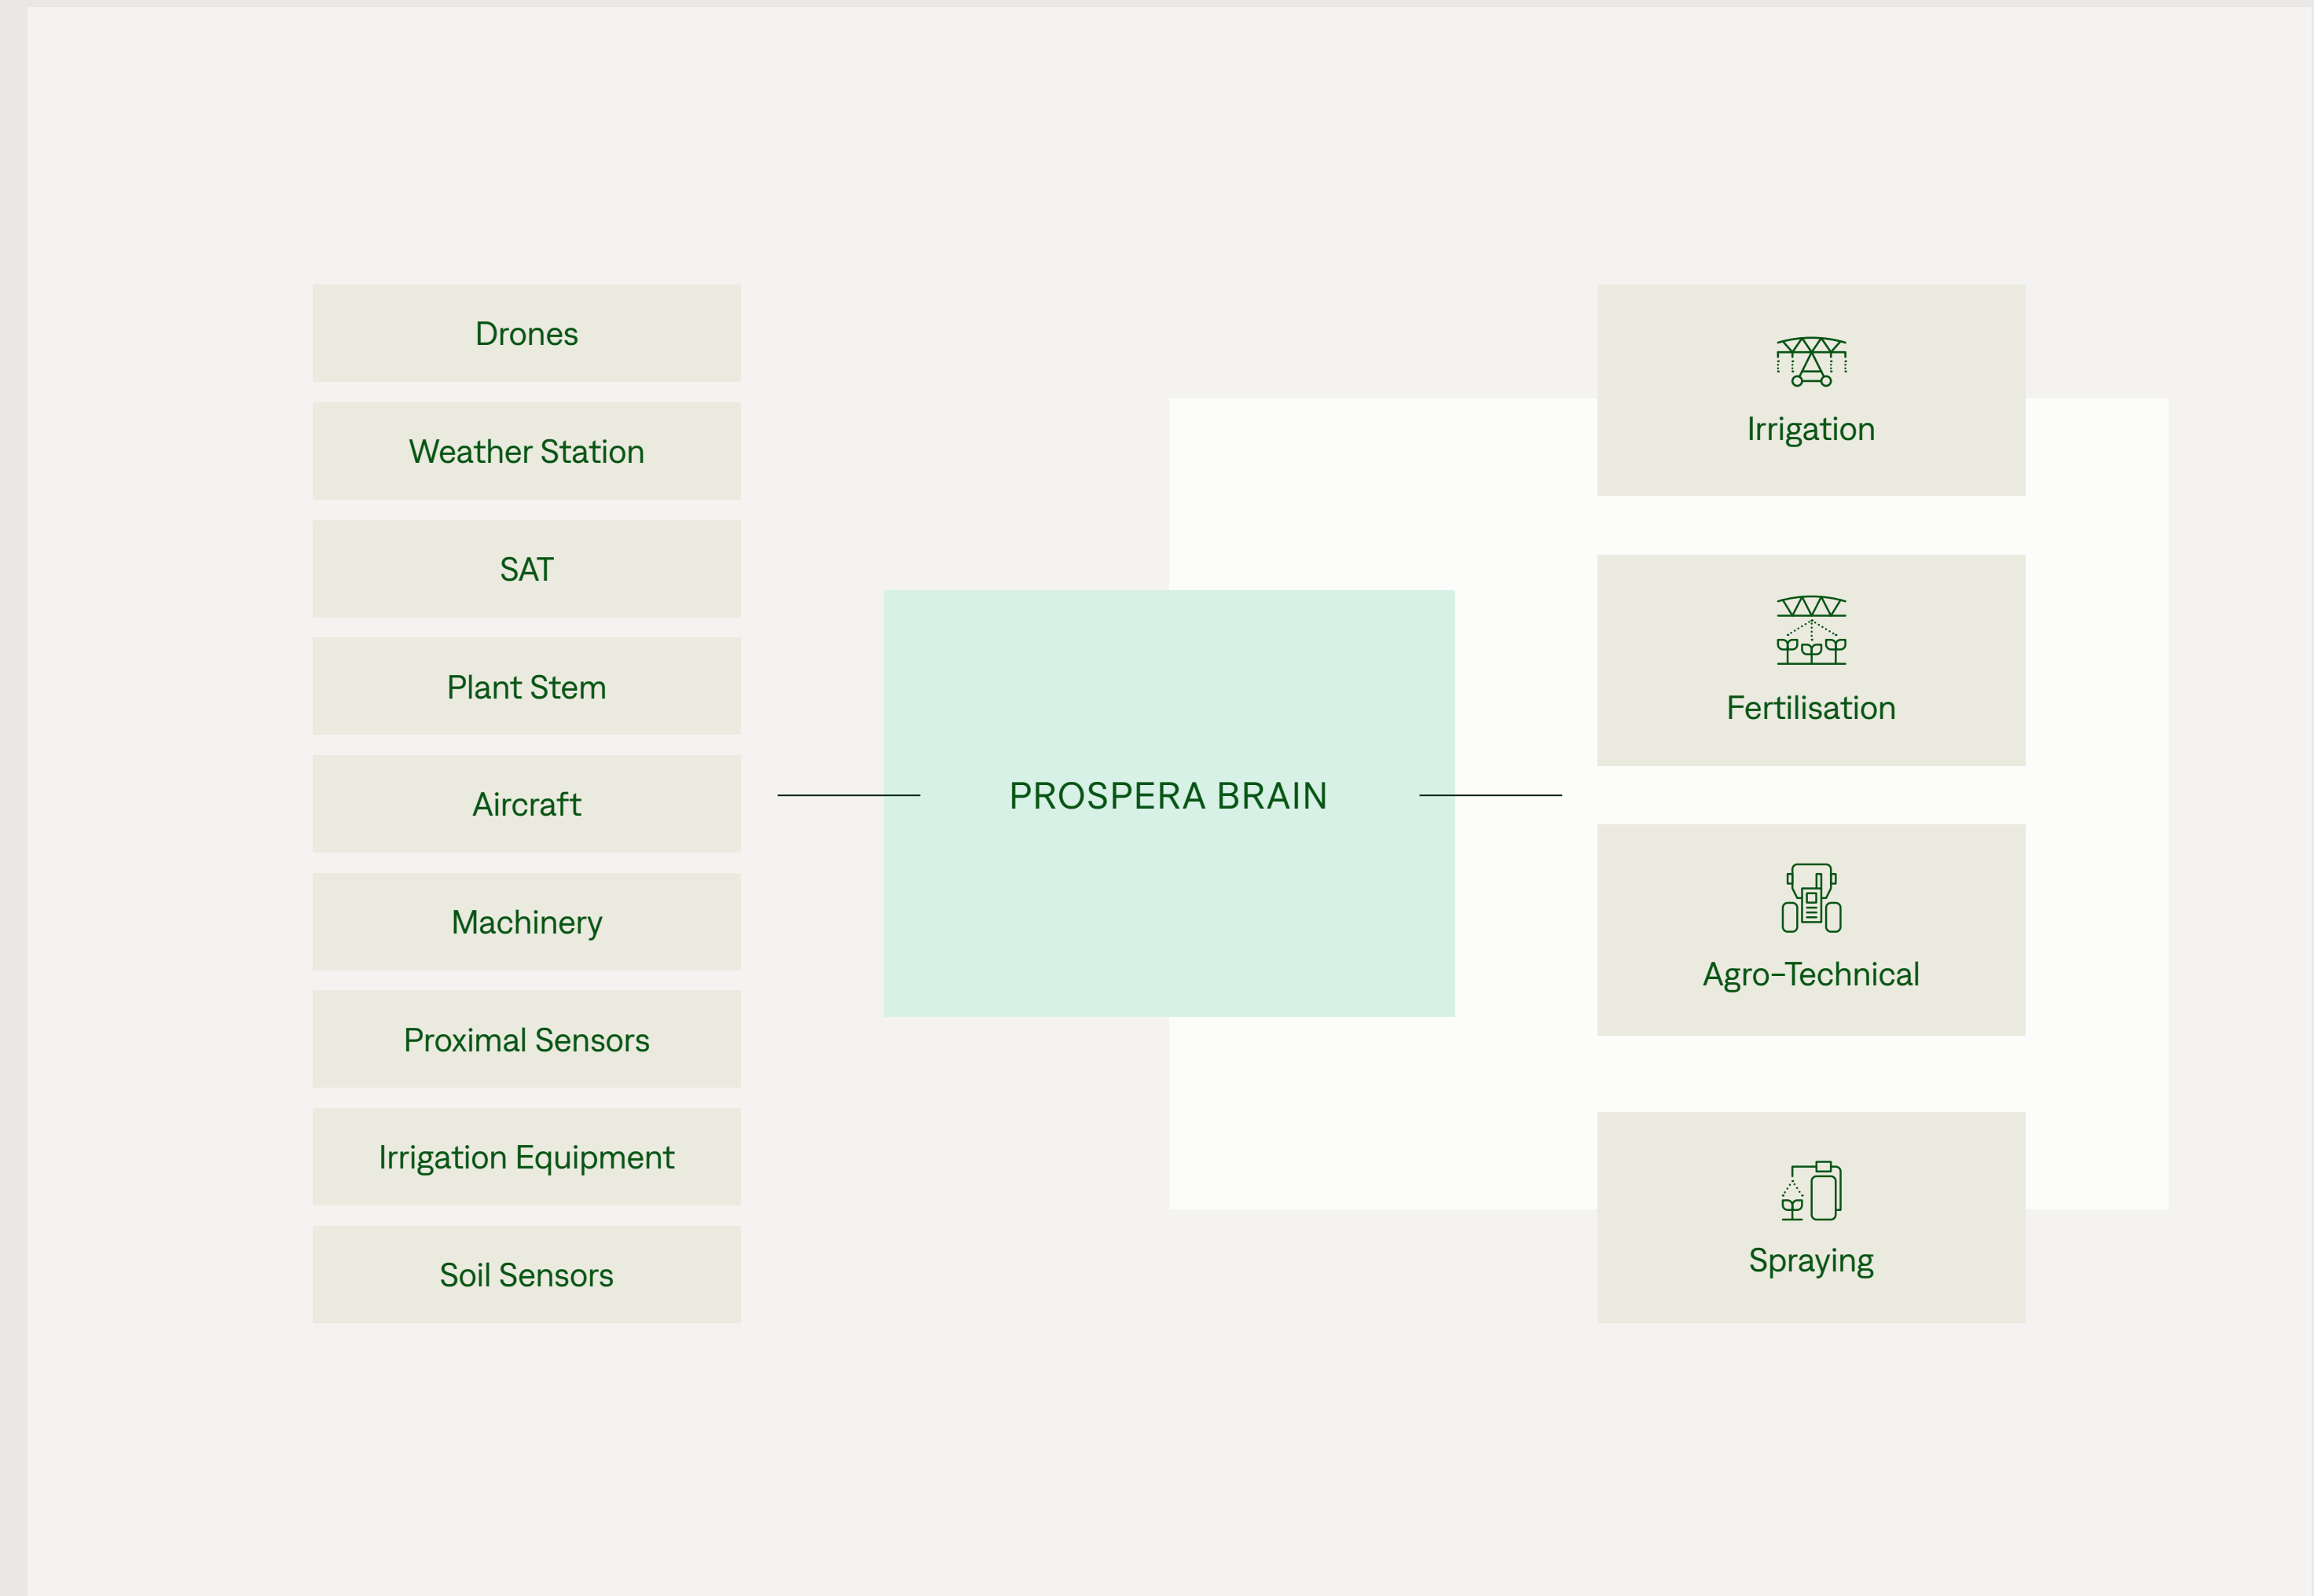 Drones
Weather Station
SAT
Plant Stem
Aircraft
Machinery
Proximal Sensors
Irrigation Equipment
Soil Sensors
PROSPERA BRAIN
Irrigation
Fertilisation
Agro-Technical
Spraying